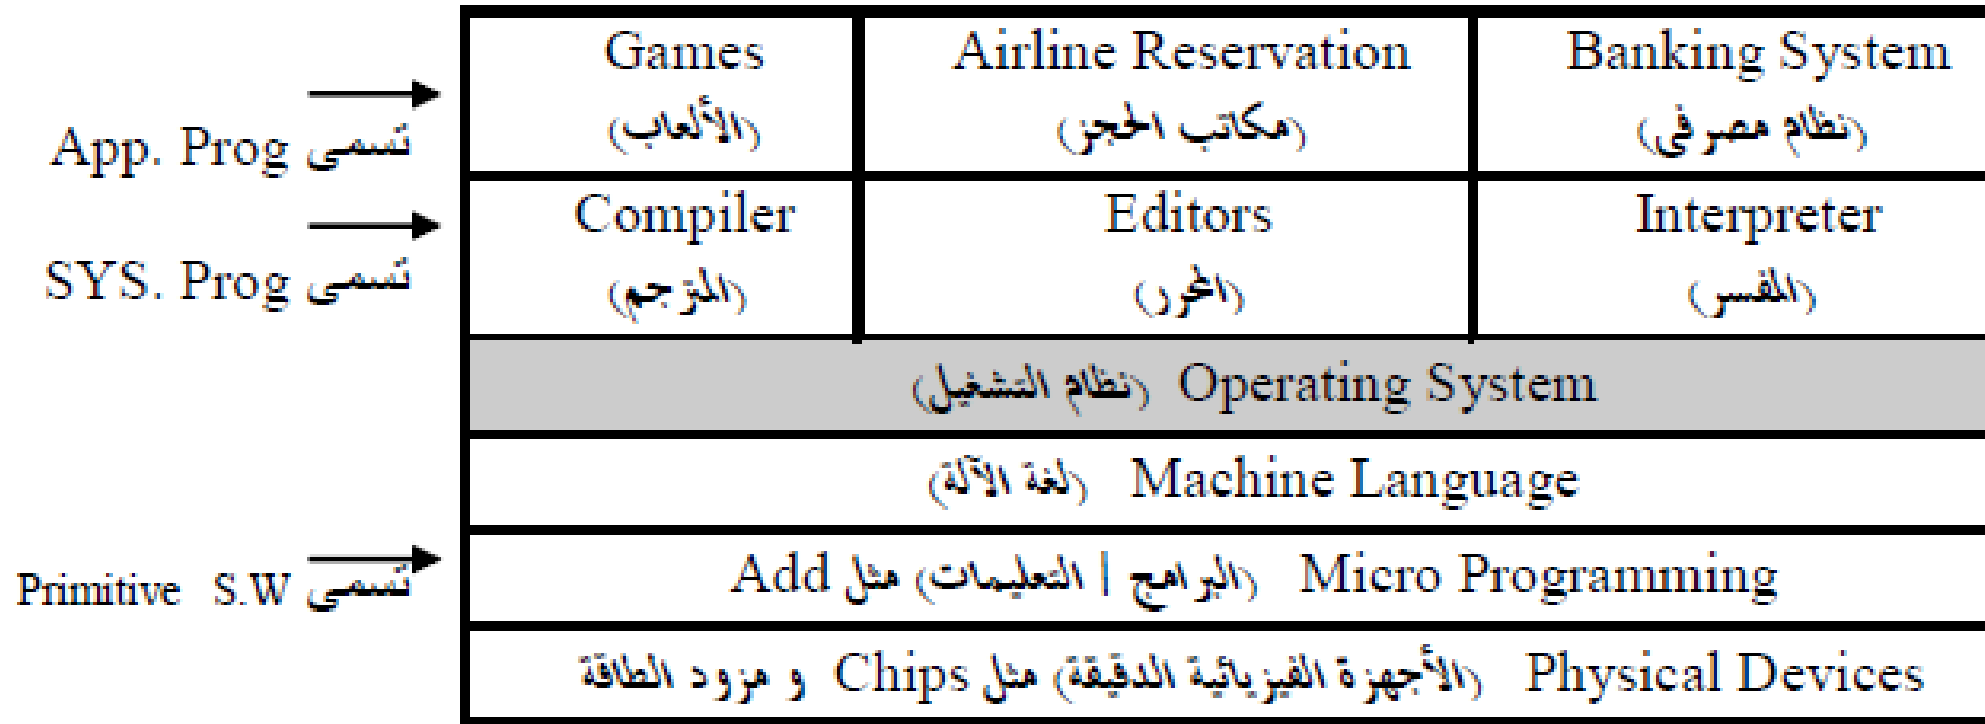 Games
(الألعاب)
Airline Reservation
(مكاتب الحجز)
Banking System
(نظام مصرفى)
تسمى App. Prog
Compiler
(المترجم)
Editors
(المحرر)
Interpreter
(المفسر)
تسمى SYS. Prog
Operating System (نظام التشغيل)
Machine Language (لغة الآلة)
Micro Programming (البرامج | التعليمات) مثل Add
تسمى Primitive S.W
Physical Devices (الأجهزة الفيزيائية الدقيقة) مثل Chips و مزود الطاقة